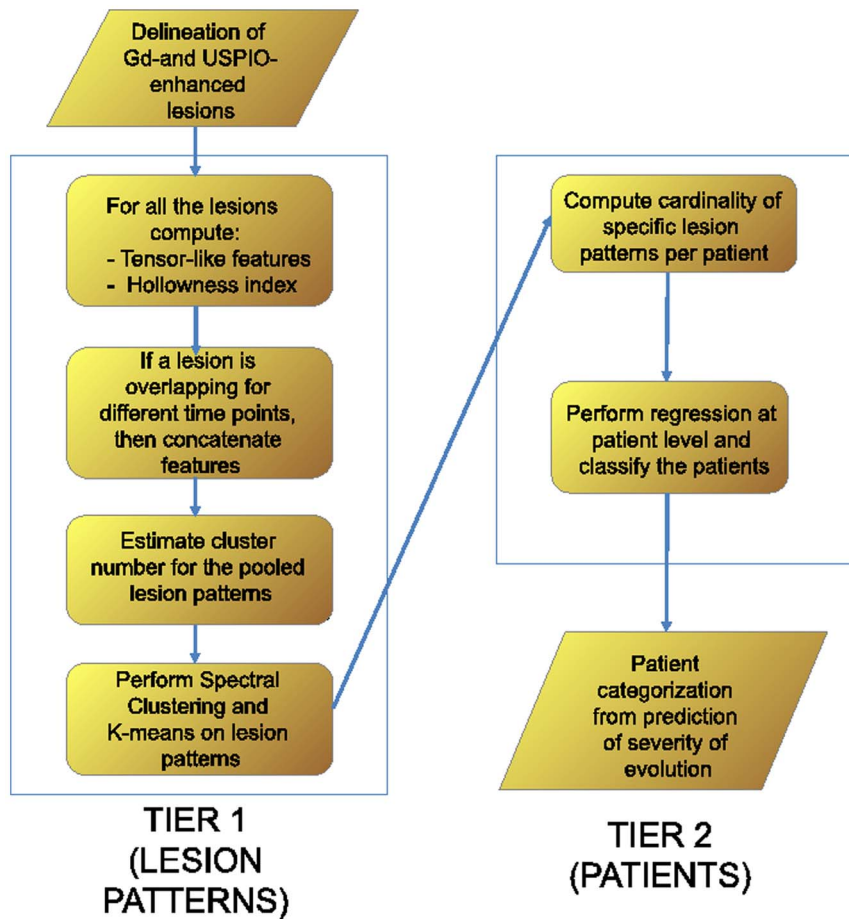 Delineation of
Gd-and USPIO-
enhanced
lesions
For all the lesions
compute:
- Tensor-like features
- Hollowness index
If a lesion is
overlapping for
different time points,
then concatenate
features
Estimate cluster
number for the pooled
lesion patterns
Perform Spectral
Clustering and
K-means on lesion
patterns
TIER 1
(LESION
PATTERNS)
Compute cardinality of
specific lesion
patterns per patient
Perform regression at
patient level and
classify the patients
Patient
categorization
from prediction
of severity of
evolution
TIER 2
(PATIENTS)